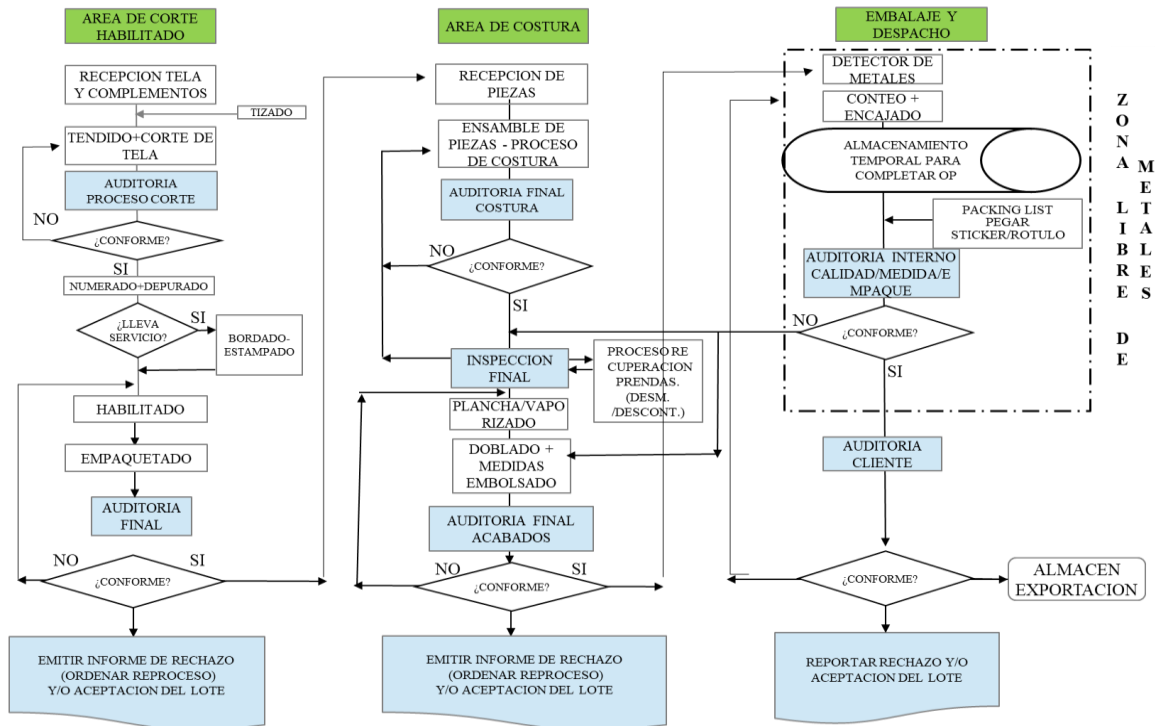 AREA DE CORTE
HABILITADO
RECEPCION TELA
Y COMPLEMENTOS
TIZADO
TENDIDO+CORTE DE
TELA
AUDITORIA
PROCESO CORTE
NO
¿CONFORME?
SI
NUMERADO+DEPURADO
¿LLEVA
SERVICIO?
SI
BORDADO-
ESTAMPADO
HABILITADO
EMPAQUETADO
AUDITORIA
FINAL
NO
SI
¿CONFORME?
EMITIR INFORME DE RECHAZO
(ORDENAR REPROCESO)
Y/O ACEPTACION DEL LOTE
AREA DE COSTURA
RECEPCION DE
PIEZAS
ENSAMBLE DE
PIEZAS - PROCESO
DE COSTURA
AUDITORIA FINAL
COSTURA
NO
¿CONFORME?
SI
INSPECCION
FINAL
PROCESO RE
CUPERACION
PRENDAS.
(DESM.
/DESCONT.)
PLANCHA/VAPO
RIZADO
DOBLADO +
MEDIDAS
EMBOLSADO
AUDITORIA FINAL
ACABADOS
NO
SI
¿CONFORME?
EMITIR INFORME DE RECHAZO
(ORDENAR REPROCESO)
Y/O ACEPTACION DEL LOTE
EMBALAJE Y
DESPACHO
DETECTOR DE
METALES
CONTEO +
ENCAJADO
ALMACENAMIENTO
TEMPORAL PARA
COMPLETAR OP
PACKING LIST
PEGAR
STICKER/ROTULO
AUDITORIA INTERNO
CALIDAD/MEDIDA/E
MPAQUE
NO
¿CONFORME?
SI
AUDITORIA
CLIENTE
¿CONFORME?
ALMACEN
EXPORTACION
REPORTAR RECHAZO Y/O
ACEPTACION DEL LOTE
ZONA LIBRE DE
METALES